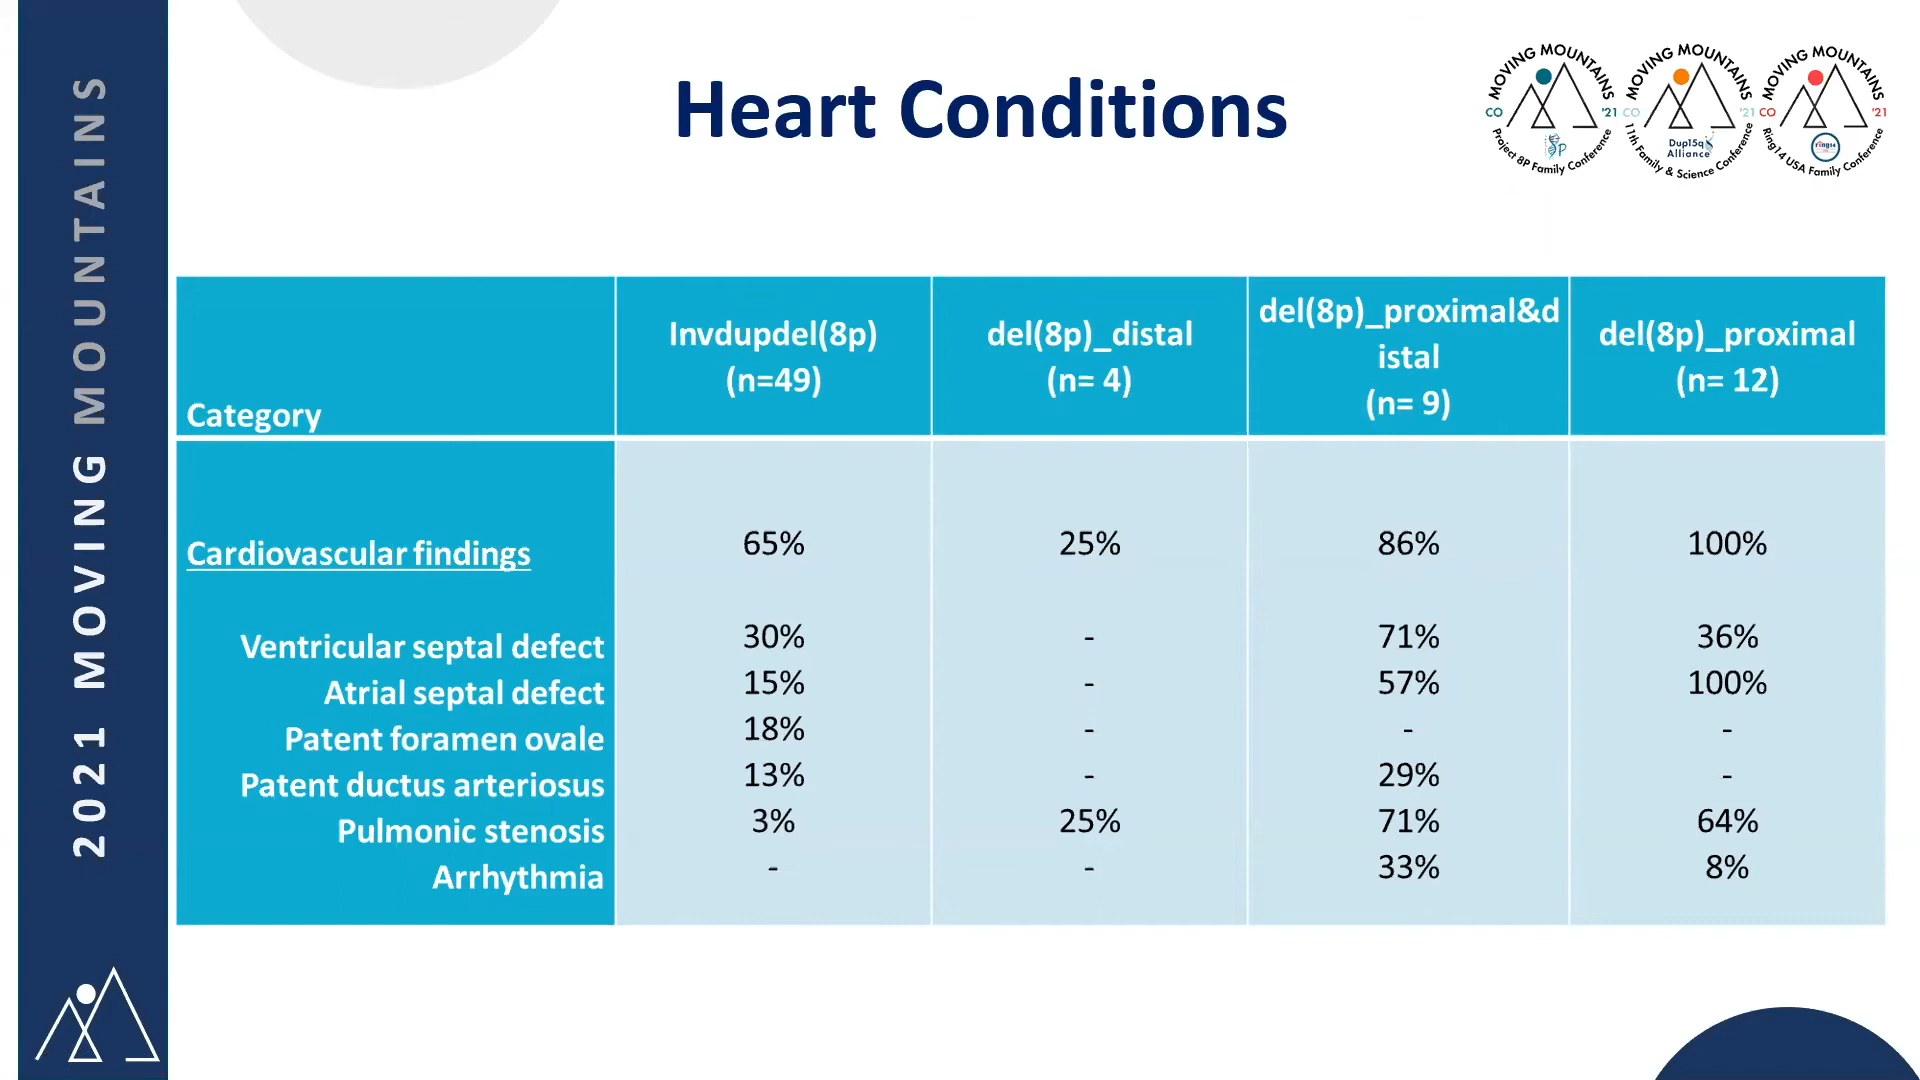 2021 MOVING MOUNTAINS
Heart Conditions
MOVING MOUNTAINS
CO '21
Project 8P Family Conference
8P
MOVING MOUNTAINS
CO '21
Dup15q
Alliance
11th Family & Science Conference
MOVING MOUNTAINS
CO '21
ring14
Ring14 USA Family Conference
Category
Invdupdel(8p)
(n=49)
del(8p)_distal
(n= 4)
del(8p)_proximal&d
istal
(n= 9)
del(8p)_proximal
(n= 12)
Cardiovascular findings 65% 25% 86% 100%
Ventricular septal defect 30% - 71% 36%
Atrial septal defect 15% - 57% 100%
Patent foramen ovale 18% - - -
Patent ductus arteriosus 13% - 29% -
Pulmonic stenosis 3% 25% 71% 64%
Arrhythmia - - 33% 8%